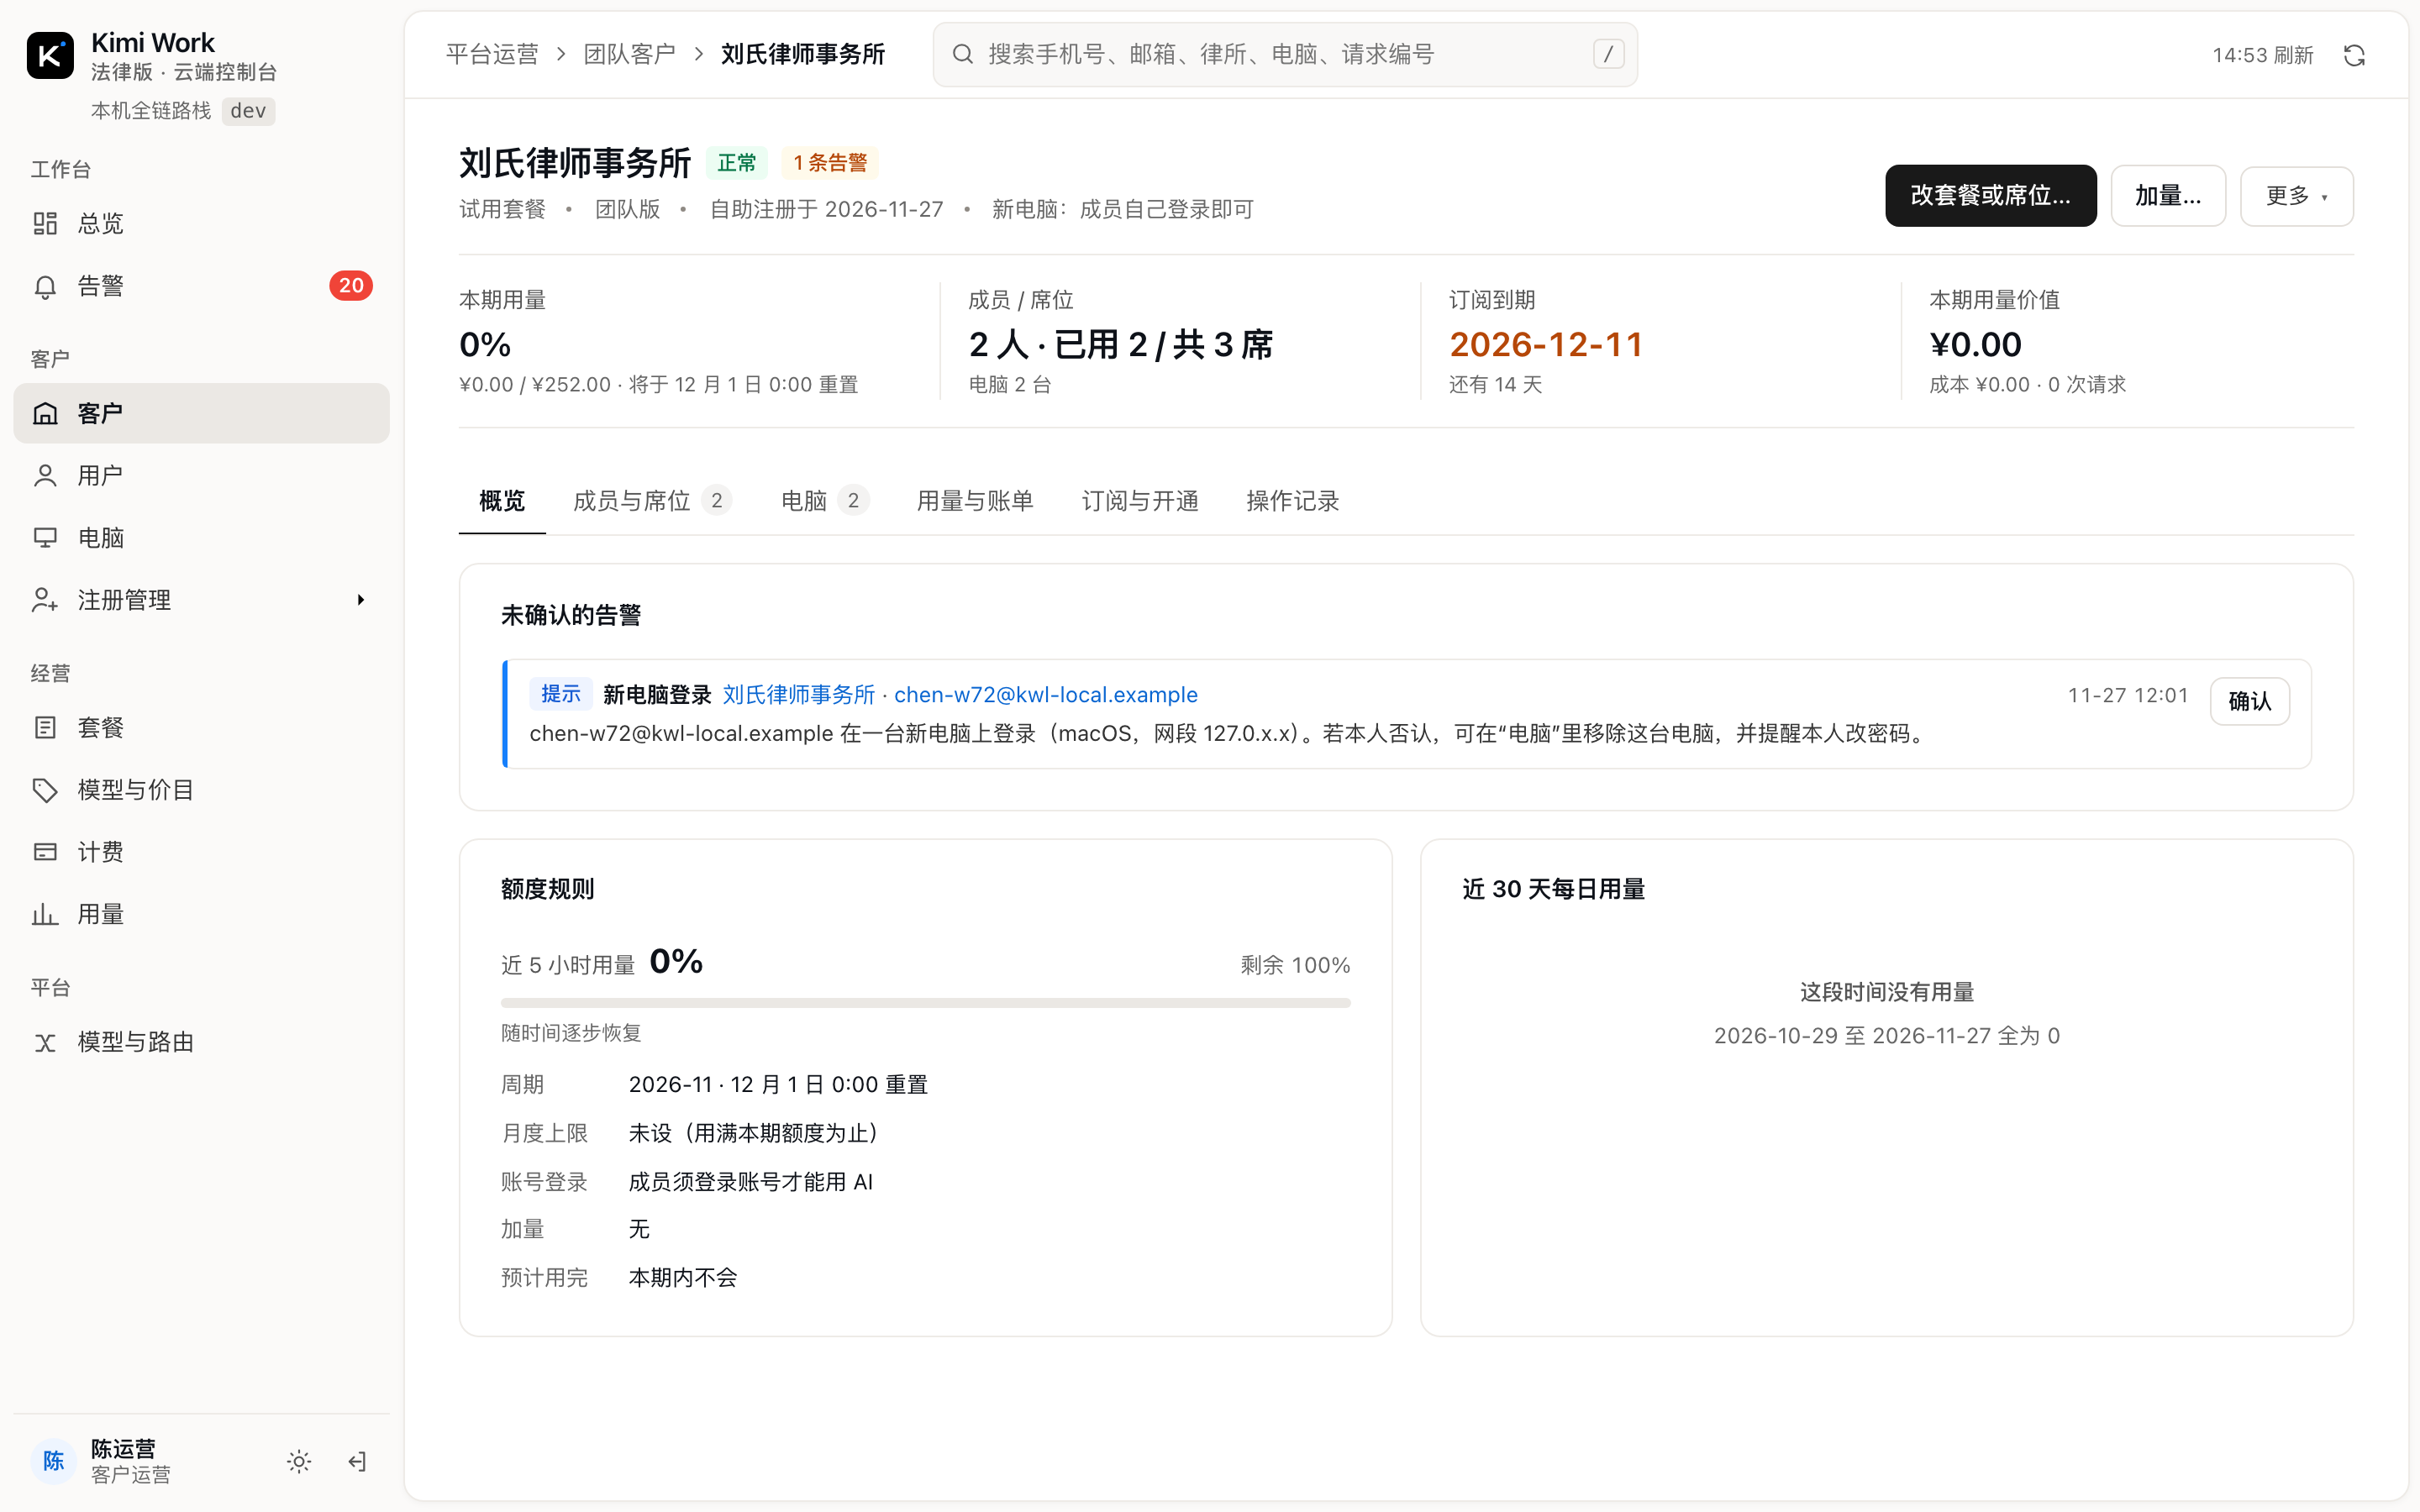 Kimi Work
法律版 · 云端控制台
本机全链路栈 dev
工作台
总览
告警 20
客户
客户
用户
电脑
注册管理
经营
套餐
模型与价目
计费
用量
平台
模型与路由
陈 陈运营
客户运营
平台运营 > 团队客户 > 刘氏律师事务所
搜索手机号、邮箱、律所、电脑、请求编号 /
14:53 刷新
刘氏律师事务所 正常 1 条告警
试用套餐 • 团队版 • 自助注册于 2026-11-27 • 新电脑：成员自己登录即可
改套餐或席位... 加量... 更多
本期用量
0%
¥0.00 / ¥252.00 · 将于 12 月 1 日 0:00 重置
成员 / 席位
2 人 · 已用 2 / 共 3 席
电脑 2 台
订阅到期
2026-12-11
还有 14 天
本期用量价值
¥0.00
成本 ¥0.00 · 0 次请求
概览 成员与席位 2 电脑 2 用量与账单 订阅与开通 操作记录
未确认的告警
提示 新电脑登录 刘氏律师事务所 · chen-w72@kwl-local.example 11-27 12:01 确认
chen-w72@kwl-local.example 在一台新电脑上登录（macOS，网段 127.0.x.x）。若本人否认，可在“电脑”里移除这台电脑，并提醒本人改密码。
额度规则
近 5 小时用量 0% 剩余 100%
随时间逐步恢复
周期 2026-11 · 12 月 1 日 0:00 重置
月度上限 未设（用满本期额度为止）
账号登录 成员须登录账号才能用 AI
加量 无
预计用完 本期内不会
近 30 天每日用量
这段时间没有用量
2026-10-29 至 2026-11-27 全为 0